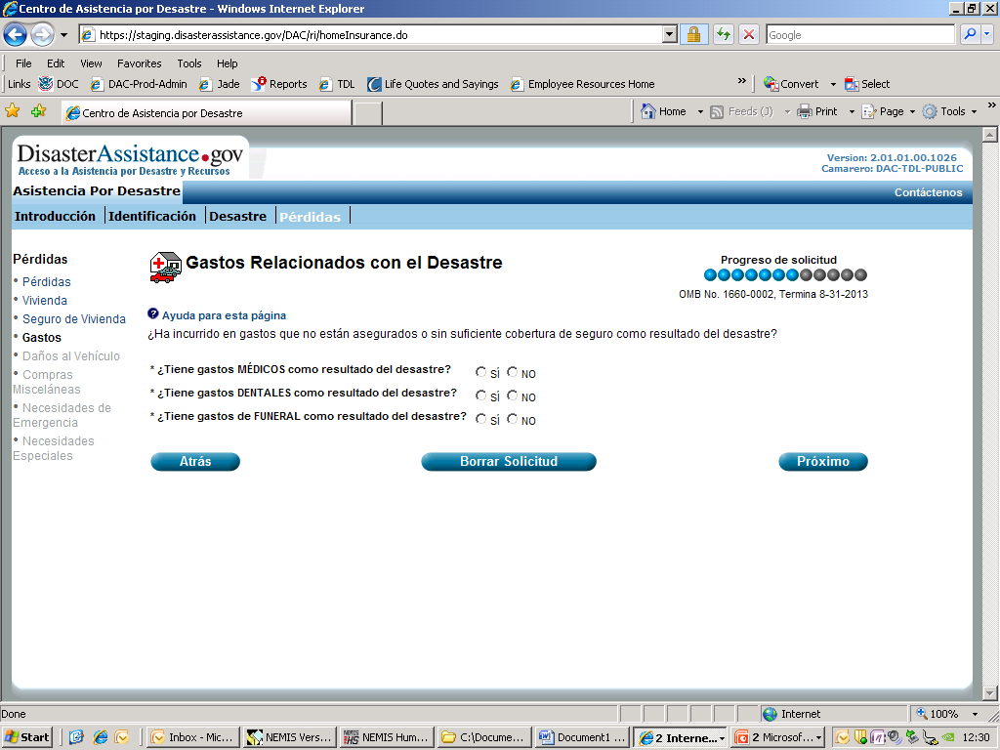 Centro de Asistencia por Desastre - Windows Internet Explorer
https://staging.disasterassistance.gov/DAC/ri/homeInsurance.do
Google
File Edit View Favorites Tools Help
Links DOC DAC-Prod-Admin Jade Reports TDL Life Quotes and Sayings Employee Resources Home » Convert Select
Centro de Asistencia por Desastre
Home Feeds (J) Print Page Tools »
DisasterAssistance.gov
Acceso a la Asistencia por Desastre y Recursos
Version: 2.01.01.00.1026
Camarero: DAC-TDL-PUBLIC
Asistencia Por Desastre
Contáctenos
Introducción Identificación Desastre Pérdidas
Pérdidas
• Pérdidas
• Vivienda
• Seguro de Vivienda
• Gastos
• Daños al Vehículo
• Compras
Misceláneas
• Necesidades de
Emergencia
• Necesidades
Especiales
Gastos Relacionados con el Desastre
Progreso de solicitud
OMB No. 1660-0002, Termina 8-31-2013
Ayuda para esta página
¿Ha incurrido en gastos que no están asegurados o sin suficiente cobertura de seguro como resultado del desastre?
* ¿Tiene gastos MÉDICOS como resultado del desastre? SÍ NO
* ¿Tiene gastos DENTALES como resultado del desastre? SÍ NO
* ¿Tiene gastos de FUNERAL como resultado del desastre? SÍ NO
Atrás Borrar Solicitud Próximo
Done
Internet
100%
Start Inbox - Mic... NEMIS Vers... NEMIS Hum... C:\Docume... Document1 ... 2 Interne... 2 Microsof... 12:30